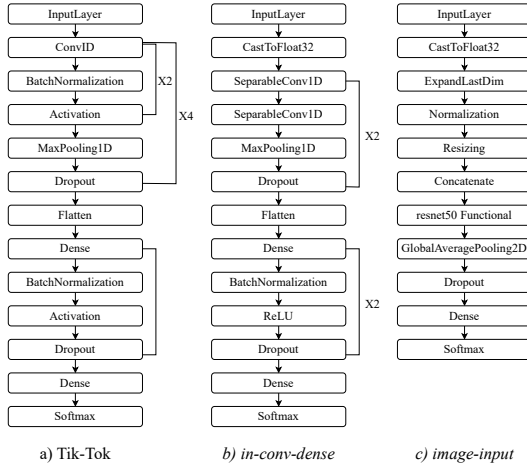 InputLayer
ConvID
BatchNormalization
Activation
MaxPooling1D
Dropout
Flatten
Dense
BatchNormalization
Activation
Dropout
Dense
Softmax
X2
X4
a) Tik-Tok
InputLayer
CastToFloat32
SeparableConv1D
SeparableConv1D
MaxPooling1D
Dropout
Flatten
Dense
BatchNormalization
ReLU
Dropout
Dense
Softmax
X2
X2
b) in-conv-dense
InputLayer
CastToFloat32
ExpandLastDim
Normalization
Resizing
Concatenate
resnet50 Functional
GlobalAveragePooling2D
Dropout
Dense
Softmax
c) image-input